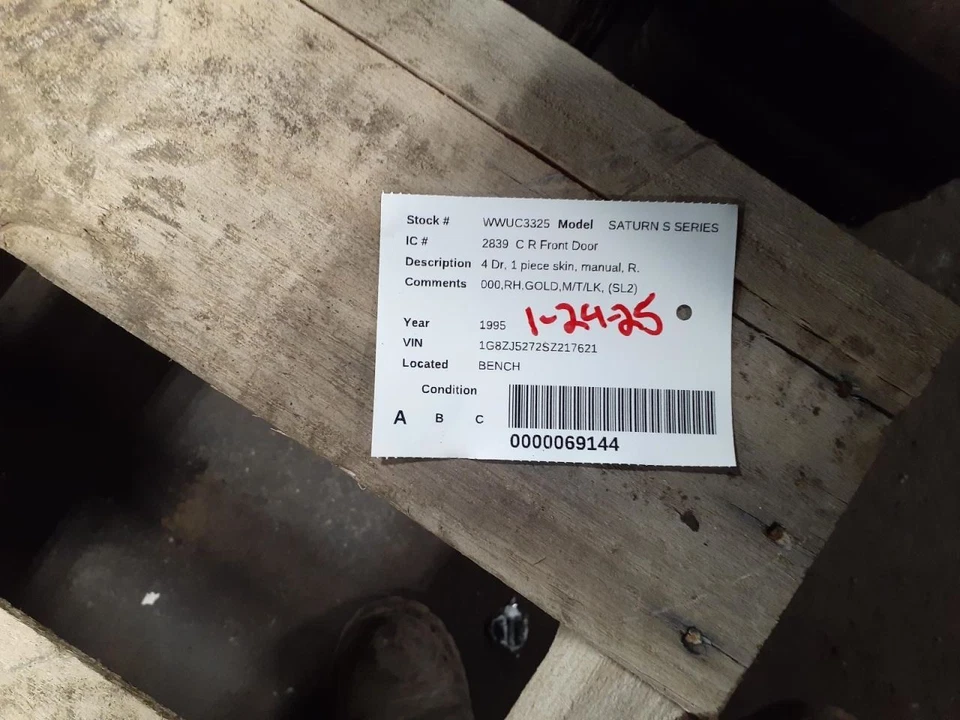 Stock # WWUC3325 Model SATURN S SERIES
IC # 2839 C R Front Door
Description 4 Dr, 1 piece skin, manual, R.
Comments 000,RH,GOLD,M/T/LK, (SL2)
Year 1995 1-24-25
VIN 1G8ZJ5272SZ217621
Located BENCH
Condition
A B C
0000069144